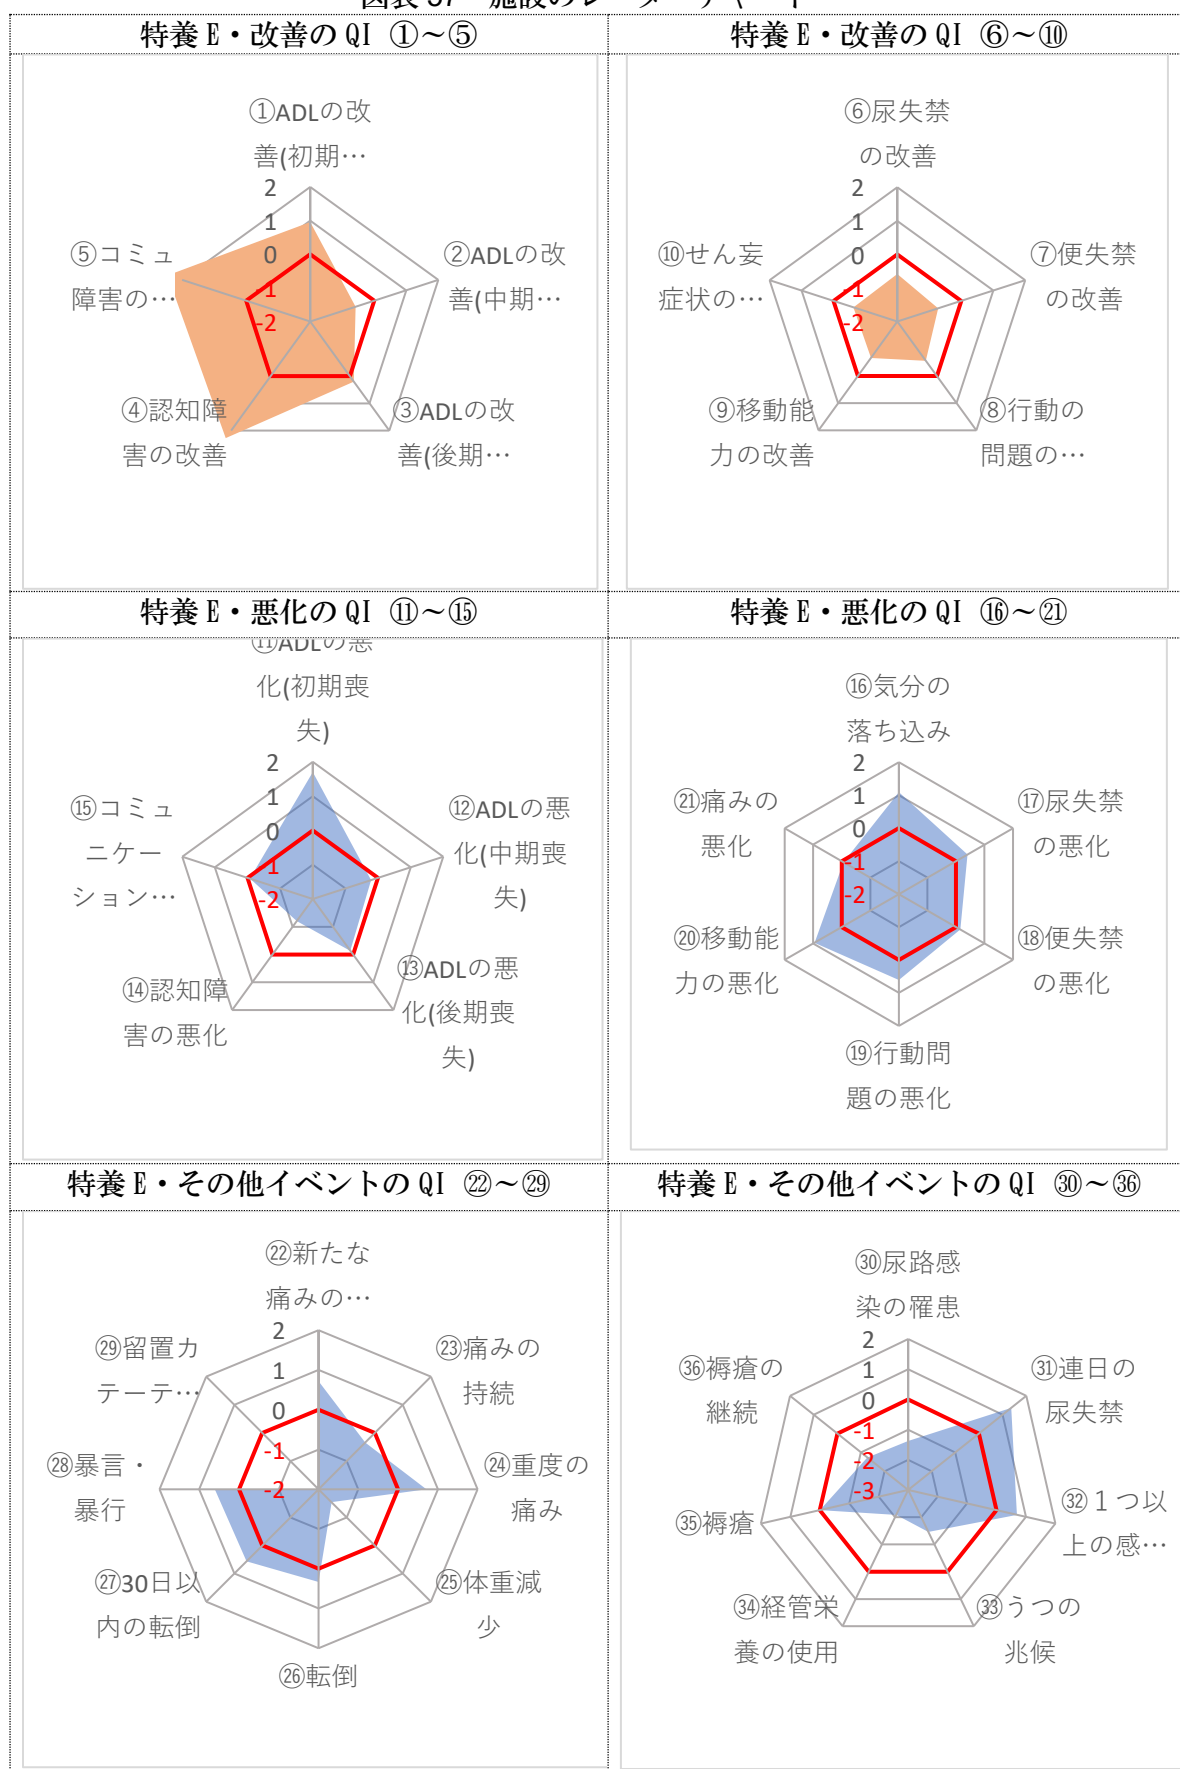 特養 E・改善の QI ①～⑤
特養 E・改善の QI ⑥～⑩
①ADLの改
善(初期…
2
1
0
-1
-2
②ADLの改
善(中期…
③ADLの改
善(後期…
④認知障
害の改善
⑤コミュ
障害の…
⑥尿失禁
の改善
2
1
0
-1
-2
⑦便失禁
の改善
⑧行動の
問題の…
⑨移動能
力の改善
⑩せん妄
症状の…
特養 E・悪化の QI ⑪～⑮
特養 E・悪化の QI ⑯～㉑
⑪ADLの悪
化(初期喪
失)
2
1
0
-1
-2
⑫ADLの悪
化(中期喪
失)
⑬ADLの悪
化(後期喪
失)
⑭認知障
害の悪化
⑮コミュ
ニケー
ション…
⑯気分の
落ち込み
2
1
0
-1
-2
⑰尿失禁
の悪化
⑱便失禁
の悪化
⑲行動問
題の悪化
⑳移動能
力の悪化
㉑痛みの
悪化
特養 E・その他イベントの QI ㉒～㉙
特養 E・その他イベントの QI ㉚～㊱
㉒新たな
痛みの…
2
1
0
-1
-2
㉓痛みの
持続
㉔重度の
痛み
㉕体重減
少
㉖転倒
㉗30日以
内の転倒
㉘暴言・
暴行
㉙留置カ
テーテ…
㉚尿路感
染の罹患
2
1
0
-1
-2
-3
㉛連日の
尿失禁
㉜１つ以
上の感…
㉝うつの
兆候
㉞経管栄
養の使用
㉟褥瘡
㊱褥瘡の
継続